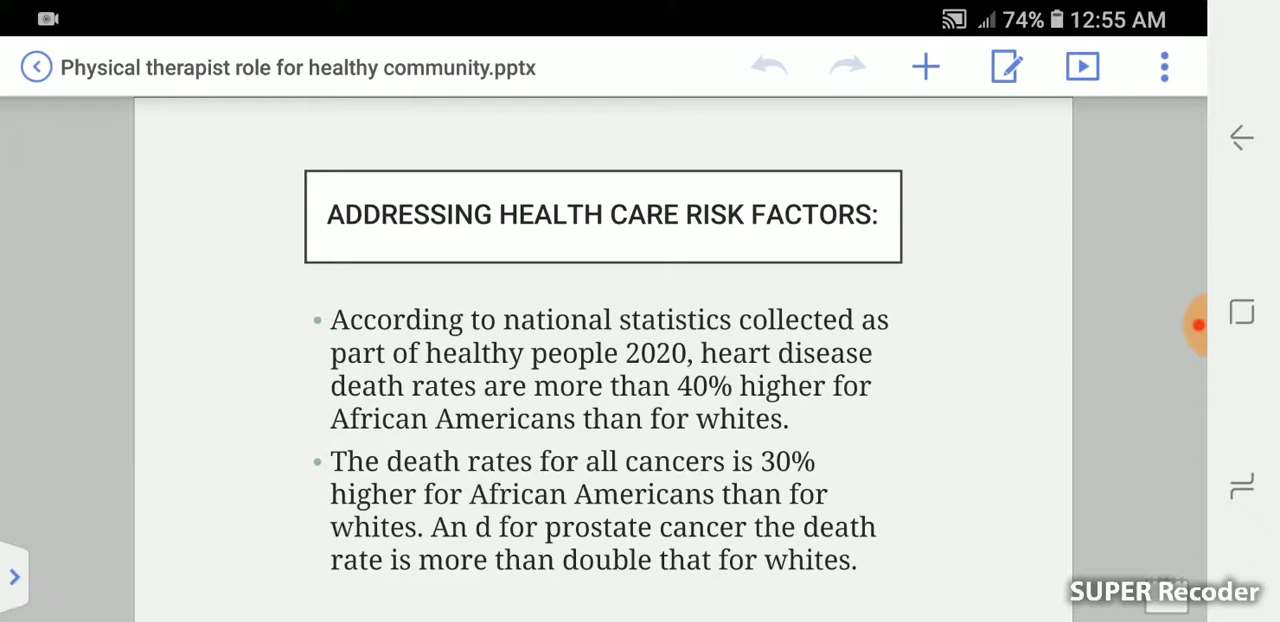 74% 12:55 AM
Physical therapist role for healthy community.pptx
ADDRESSING HEALTH CARE RISK FACTORS:
• According to national statistics collected as
part of healthy people 2020, heart disease
death rates are more than 40% higher for
African Americans than for whites.
• The death rates for all cancers is 30%
higher for African Americans than for
whites. An d for prostate cancer the death
rate is more than double that for whites.
SUPER Recoder